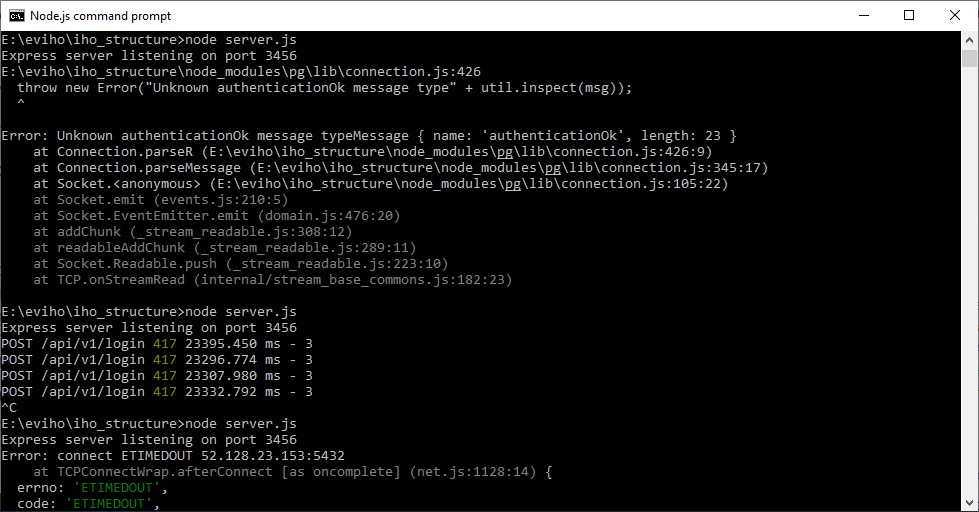 Node.js command prompt
E:\eviho\iho_structure>node server.js
Express server listening on port 3456
E:\eviho\iho_structure\node_modules\pg\lib\connection.js:426
  throw new Error("Unknown authenticationOk message type" + util.inspect(msg));
  ^
Error: Unknown authenticationOk message typeMessage { name: 'authenticationOk', length: 23 }
    at Connection.parseR (E:\eviho\iho_structure\node_modules\pg\lib\connection.js:426:9)
    at Connection.parseMessage (E:\eviho\iho_structure\node_modules\pg\lib\connection.js:345:17)
    at Socket.<anonymous> (E:\eviho\iho_structure\node_modules\pg\lib\connection.js:105:22)
    at Socket.emit (events.js:210:5)
    at Socket.EventEmitter.emit (domain.js:476:20)
    at addChunk (_stream_readable.js:308:12)
    at readableAddChunk (_stream_readable.js:289:11)
    at Socket.Readable.push (_stream_readable.js:223:10)
    at TCP.onStreamRead (internal/stream_base_commons.js:182:23)
E:\eviho\iho_structure>node server.js
Express server listening on port 3456
POST /api/v1/login 417 23395.450 ms - 3
POST /api/v1/login 417 23296.774 ms - 3
POST /api/v1/login 417 23307.980 ms - 3
POST /api/v1/login 417 23332.792 ms - 3
^C
E:\eviho\iho_structure>node server.js
Express server listening on port 3456
Error: connect ETIMEDOUT 52.128.23.153:5432
    at TCPConnectWrap.afterConnect [as oncomplete] (net.js:1128:14) {
  errno: 'ETIMEDOUT',
  code: 'ETIMEDOUT',